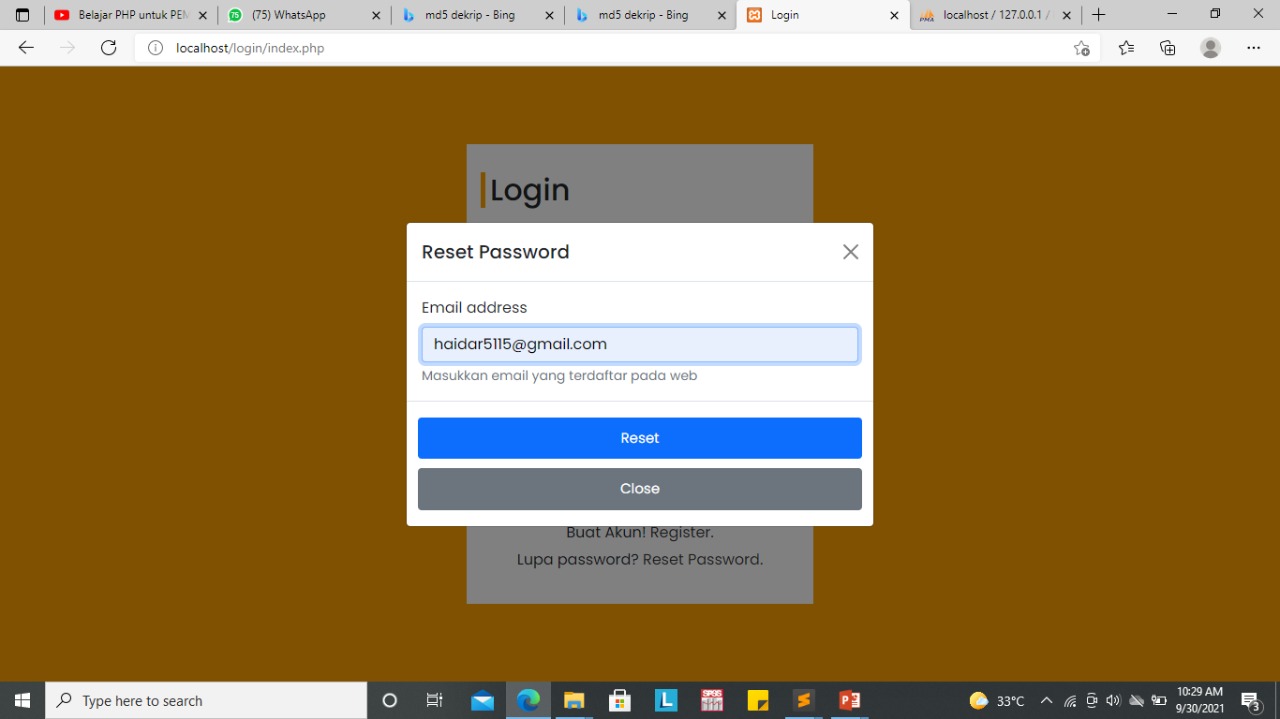 Belajar PHP untuk PEM
(75) WhatsApp
md5 dekrip - Bing
md5 dekrip - Bing
Login
localhost / 127.0.0.1 /
localhost/login/index.php
Login
Reset Password
Email address
haidar5115@gmail.com
Masukkan email yang terdaftar pada web
Reset
Close
Buat Akun! Register.
Lupa password? Reset Password.
Type here to search
33°C
10:29 AM
9/30/2021
3